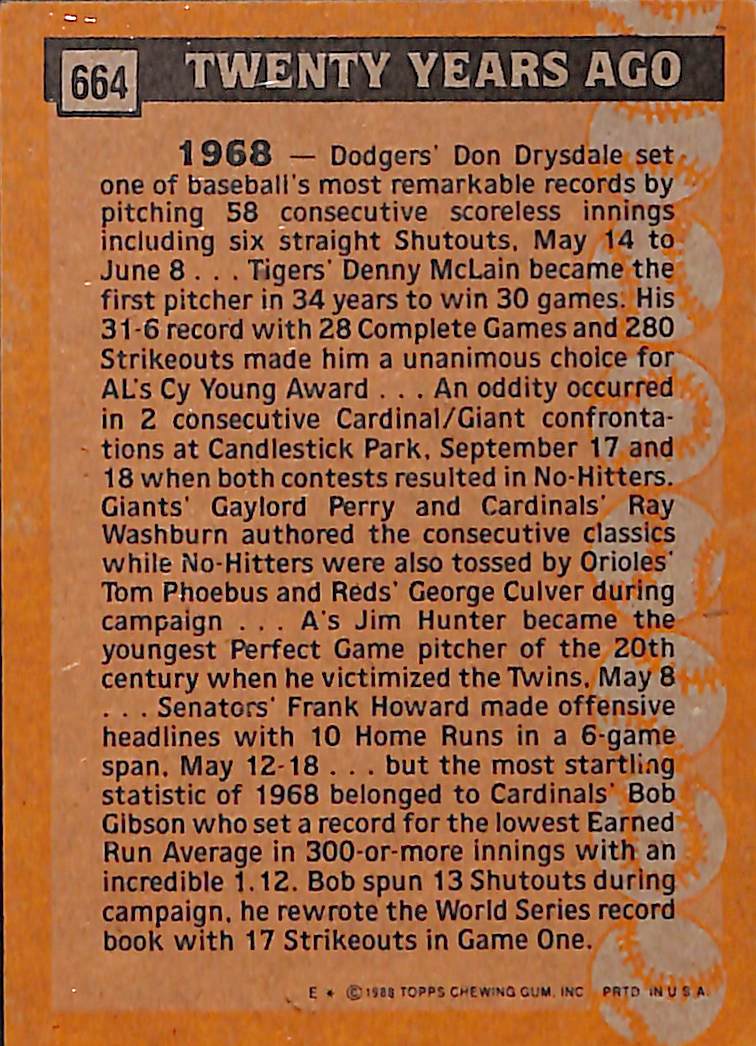 664
TWENTY YEARS AGO
1968 — Dodgers' Don Drysdale set
one of baseball's most remarkable records by
pitching 58 consecutive scoreless innings
including six straight Shutouts, May 14 to
June 8 . . . Tigers' Denny McLain became the
first pitcher in 34 years to win 30 games. His
31-6 record with 28 Complete Games and 280
Strikeouts made him a unanimous choice for
AL's Cy Young Award . . . An oddity occurred
in 2 consecutive Cardinal/Giant confronta-
tions at Candlestick Park, September 17 and
18 when both contests resulted in No-Hitters.
Giants' Gaylord Perry and Cardinals' Ray
Washburn authored the consecutive classics
while No-Hitters were also tossed by Orioles'
Tom Phoebus and Reds' George Culver during
campaign . . . A's Jim Hunter became the
youngest Perfect Game pitcher of the 20th
century when he victimized the Twins, May 8
. . . Senators' Frank Howard made offensive
headlines with 10 Home Runs in a 6-game
span, May 12-18 . . . but the most startling
statistic of 1968 belonged to Cardinals' Bob
Gibson who set a record for the lowest Earned
Run Average in 300-or-more innings with an
incredible 1.12. Bob spun 13 Shutouts during
campaign, he rewrote the World Series record
book with 17 Strikeouts in Game One.
E * © 1988 TOPPS CHEWING GUM, INC. PRTD. IN U.S.A.